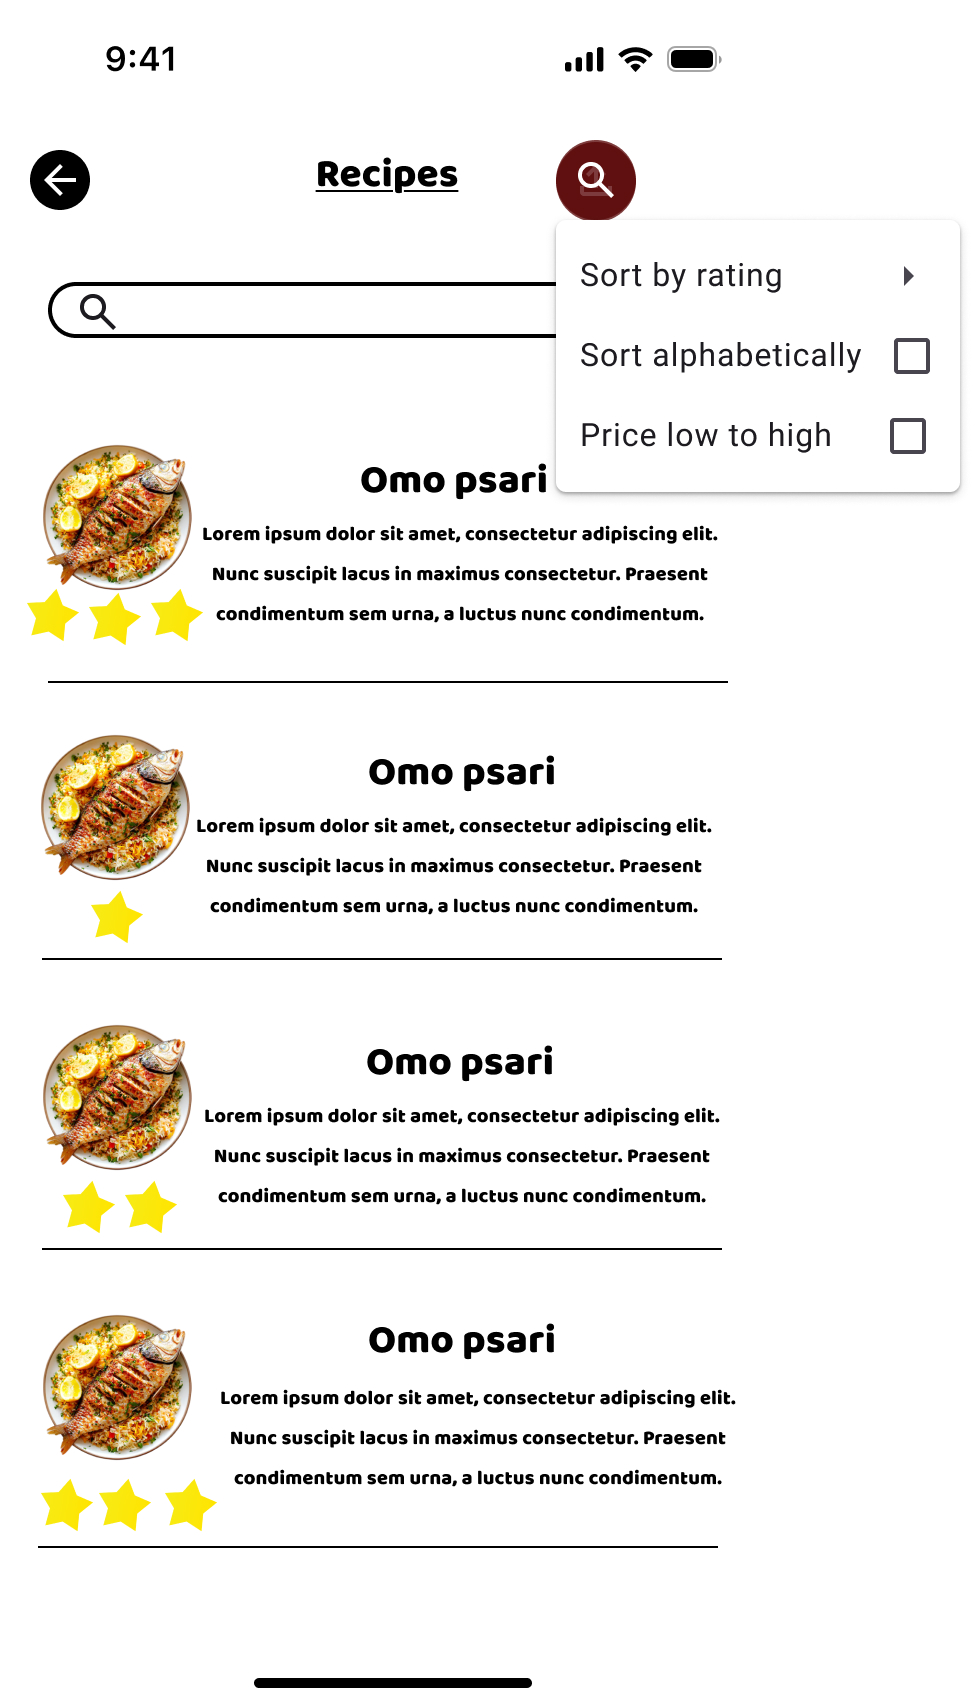 9:41
Recipes
Sort by rating
Sort alphabetically
Price low to high
Omo psari
Lorem ipsum dolor sit amet, consectetur adipiscing elit.
Nunc suscipit lacus in maximus consectetur. Praesent
condimentum sem urna, a luctus nunc condimentum.
Omo psari
Lorem ipsum dolor sit amet, consectetur adipiscing elit.
Nunc suscipit lacus in maximus consectetur. Praesent
condimentum sem urna, a luctus nunc condimentum.
Omo psari
Lorem ipsum dolor sit amet, consectetur adipiscing elit.
Nunc suscipit lacus in maximus consectetur. Praesent
condimentum sem urna, a luctus nunc condimentum.
Omo psari
Lorem ipsum dolor sit amet, consectetur adipiscing elit.
Nunc suscipit lacus in maximus consectetur. Praesent
condimentum sem urna, a luctus nunc condimentum.